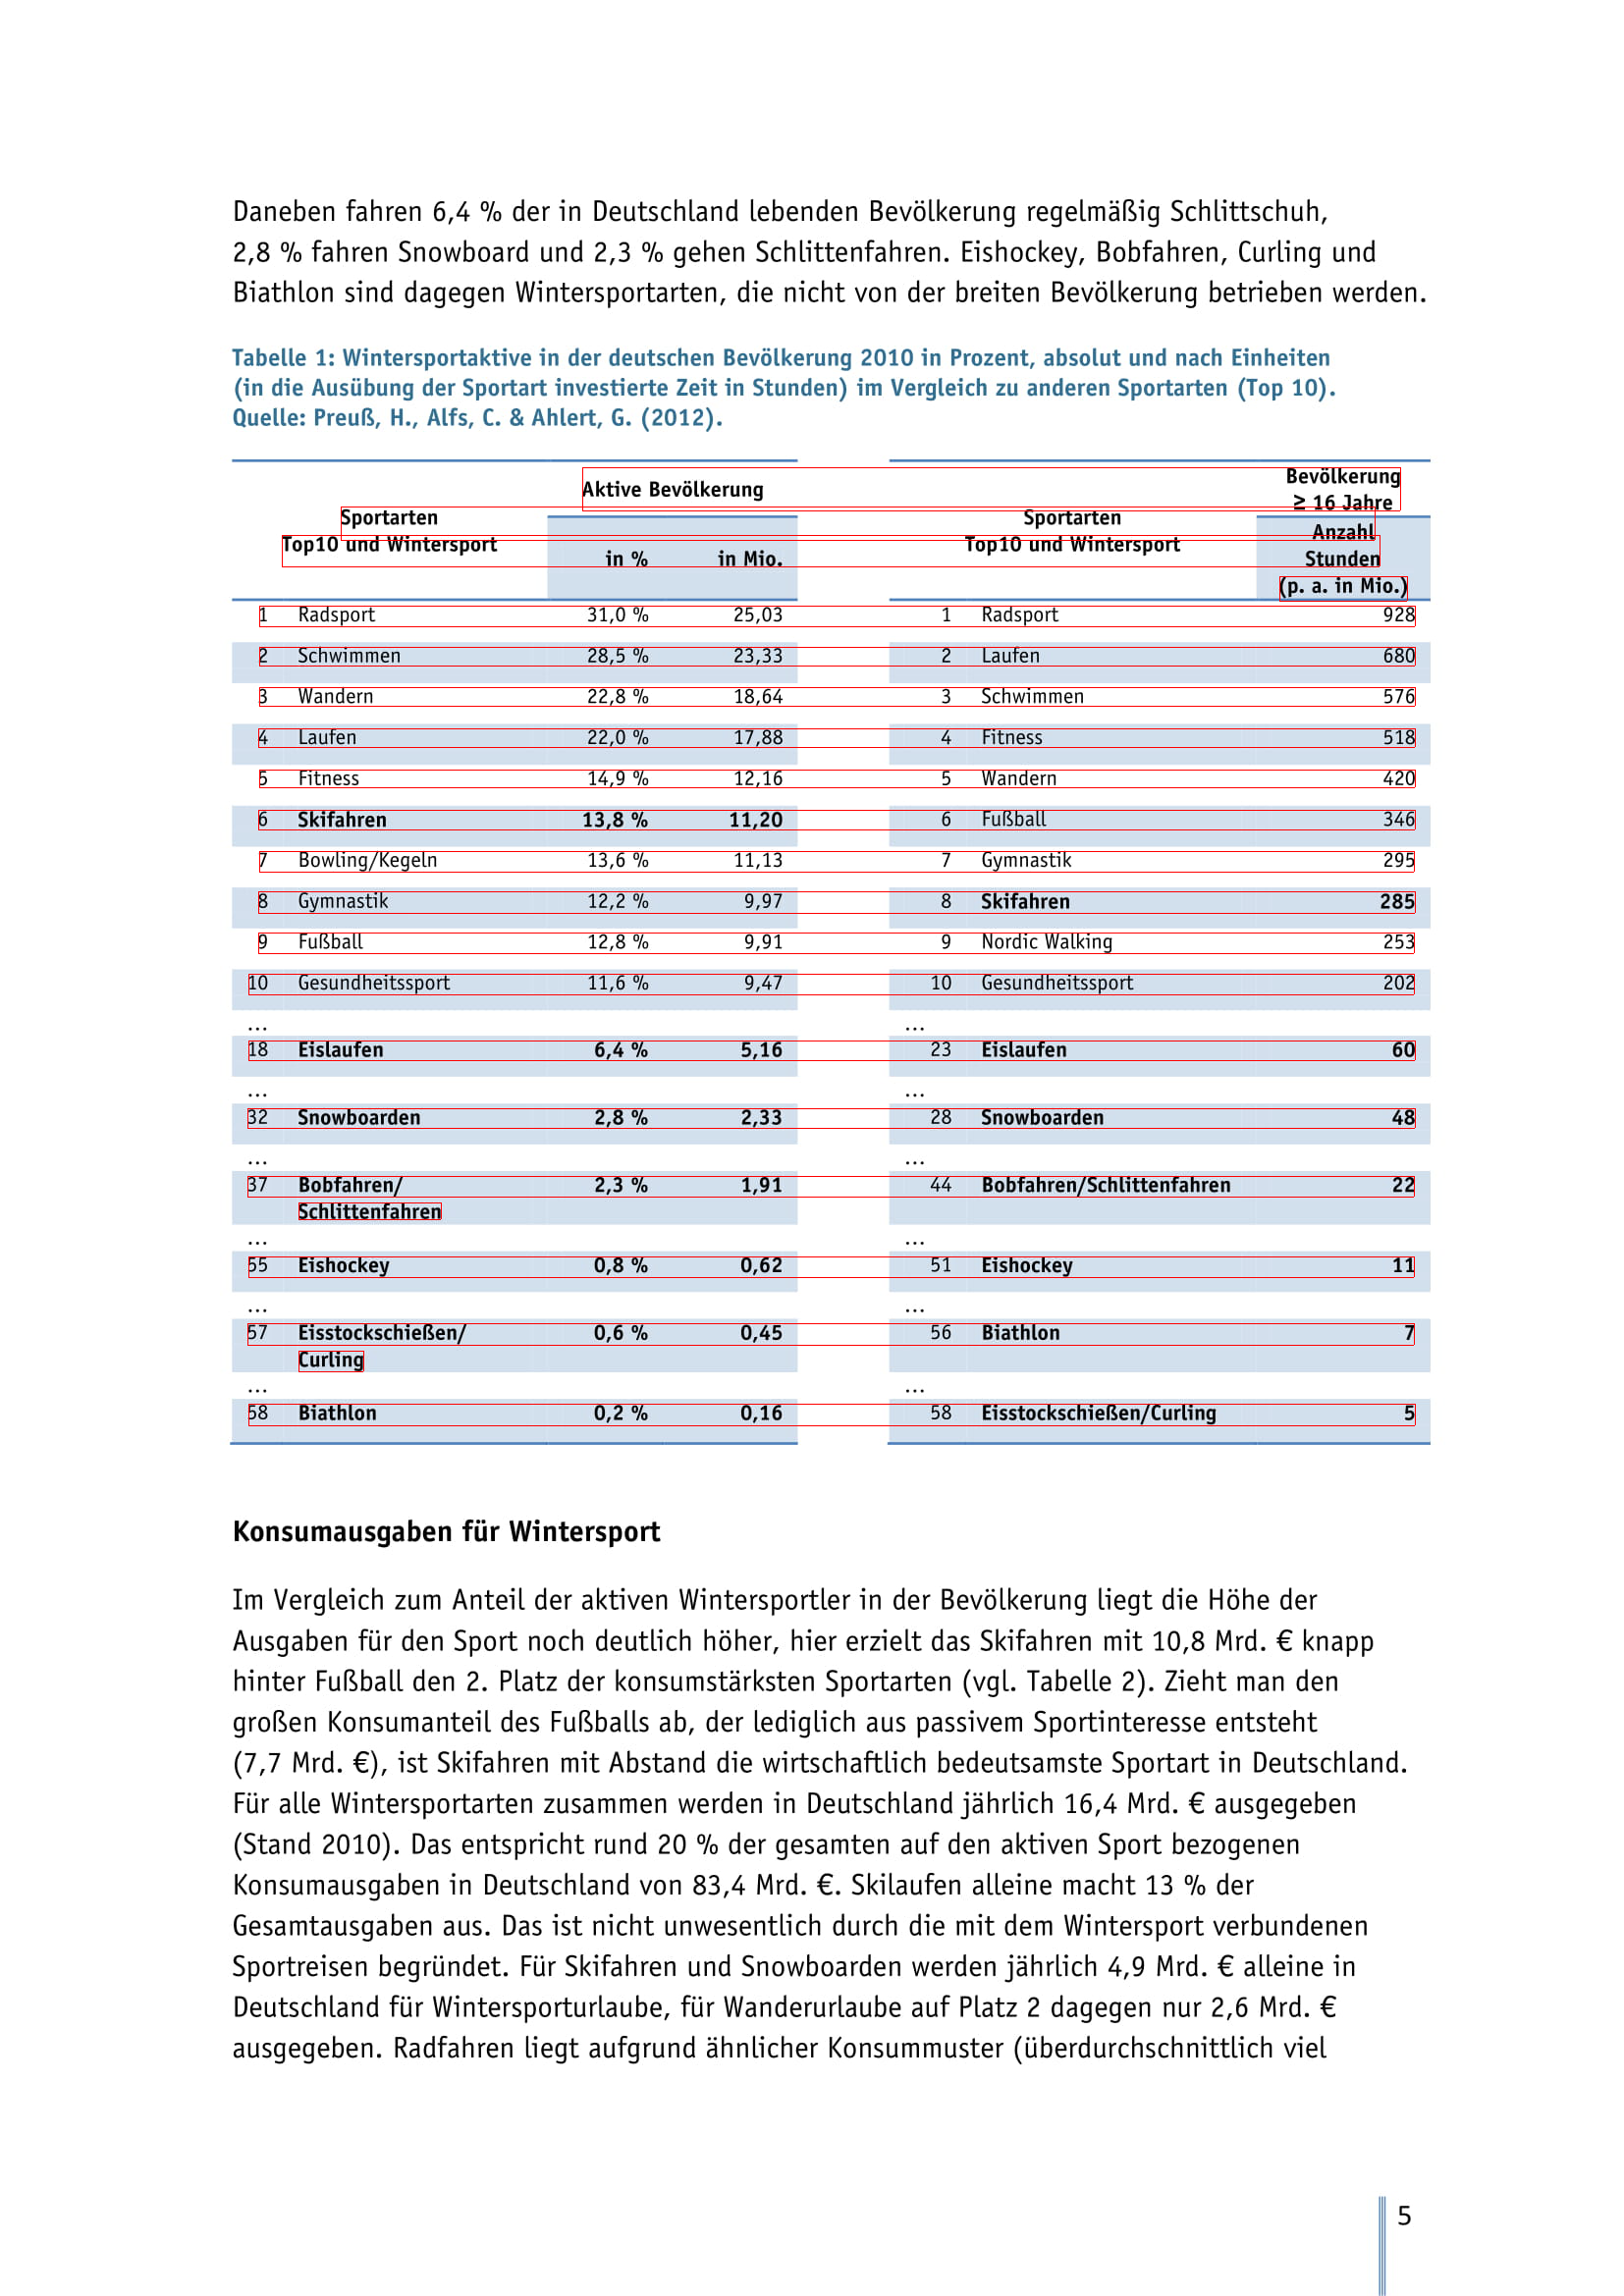 Daneben fahren 6,4 % der in Deutschland lebenden Bevölkerung regelmäßig Schlittschuh,
2,8 % fahren Snowboard und 2,3 % gehen Schlittenfahren. Eishockey, Bobfahren, Curling und
Biathlon sind dagegen Wintersportarten, die nicht von der breiten Bevölkerung betrieben werden.
Tabelle 1: Wintersportaktive in der deutschen Bevölkerung 2010 in Prozent, absolut und nach Einheiten
(in die Ausübung der Sportart investierte Zeit in Stunden) im Vergleich zu anderen Sportarten (Top 10).
Quelle: Preuß, H., Alfs, C. & Ahlert, G. (2012).
Aktive Bevölkerung Bevölkerung
≥ 16 Jahre
Sportarten Sportarten Anzahl
Top10 und Wintersport in % in Mio. Top10 und Wintersport Stunden
(p. a. in Mio.)
1 Radsport 31,0 % 25,03 1 Radsport 928
2 Schwimmen 28,5 % 23,33 2 Laufen 680
3 Wandern 22,8 % 18,64 3 Schwimmen 576
4 Laufen 22,0 % 17,88 4 Fitness 518
5 Fitness 14,9 % 12,16 5 Wandern 420
6 Skifahren 13,8 % 11,20 6 Fußball 346
7 Bowling/Kegeln 13,6 % 11,13 7 Gymnastik 295
8 Gymnastik 12,2 % 9,97 8 Skifahren 285
9 Fußball 12,8 % 9,91 9 Nordic Walking 253
10 Gesundheitssport 11,6 % 9,47 10 Gesundheitssport 202
... ...
18 Eislaufen 6,4 % 5,16 23 Eislaufen 60
... ...
32 Snowboarden 2,8 % 2,33 28 Snowboarden 48
... ...
37 Bobfahren/ 2,3 % 1,91 44 Bobfahren/Schlittenfahren 22
Schlittenfahren
... ...
55 Eishockey 0,8 % 0,62 51 Eishockey 11
... ...
57 Eisstockschießen/ 0,6 % 0,45 56 Biathlon 7
Curling
... ...
58 Biathlon 0,2 % 0,16 58 Eisstockschießen/Curling 5
Konsumausgaben für Wintersport
Im Vergleich zum Anteil der aktiven Wintersportler in der Bevölkerung liegt die Höhe der
Ausgaben für den Sport noch deutlich höher, hier erzielt das Skifahren mit 10,8 Mrd. € knapp
hinter Fußball den 2. Platz der konsumstärksten Sportarten (vgl. Tabelle 2). Zieht man den
großen Konsumanteil des Fußballs ab, der lediglich aus passivem Sportinteresse entsteht
(7,7 Mrd. €), ist Skifahren mit Abstand die wirtschaftlich bedeutsamste Sportart in Deutschland.
Für alle Wintersportarten zusammen werden in Deutschland jährlich 16,4 Mrd. € ausgegeben
(Stand 2010). Das entspricht rund 20 % der gesamten auf den aktiven Sport bezogenen
Konsumausgaben in Deutschland von 83,4 Mrd. €. Skilaufen alleine macht 13 % der
Gesamtausgaben aus. Das ist nicht unwesentlich durch die mit dem Wintersport verbundenen
Sportreisen begründet. Für Skifahren und Snowboarden werden jährlich 4,9 Mrd. € alleine in
Deutschland für Wintersporturlaube, für Wanderurlaube auf Platz 2 dagegen nur 2,6 Mrd. €
ausgegeben. Radfahren liegt aufgrund ähnlicher Konsummuster (überdurchschnittlich viel
5